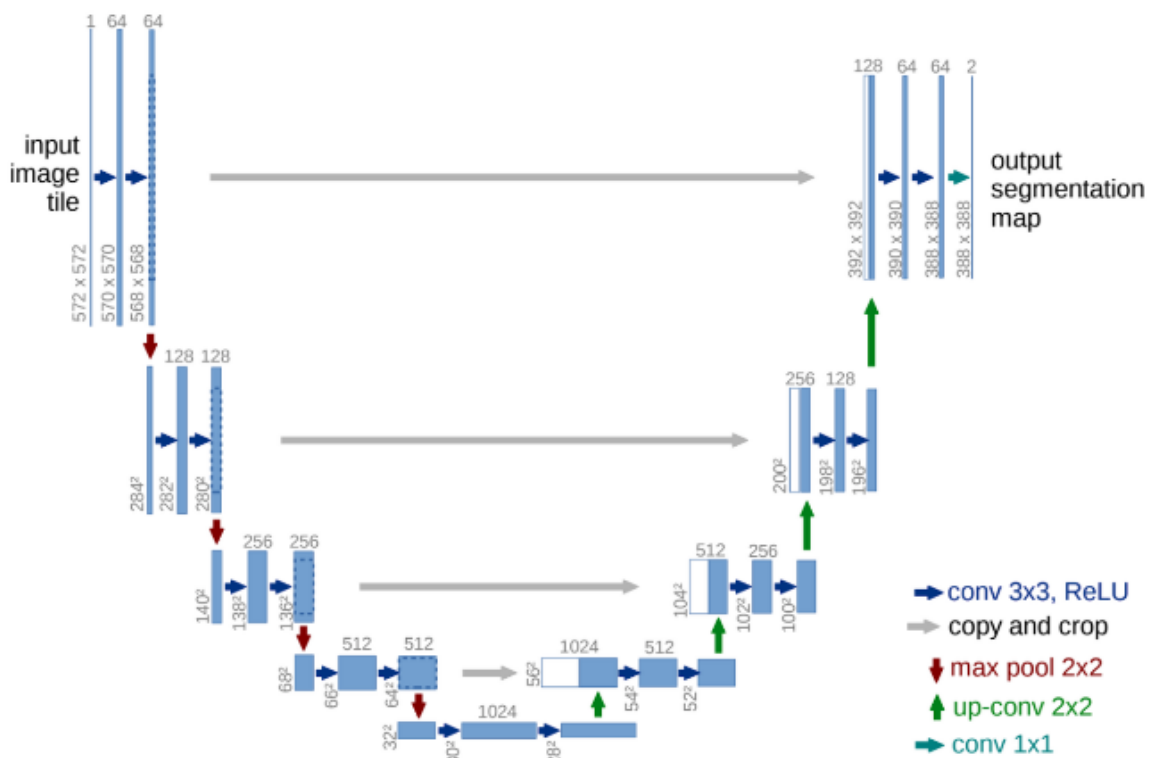 1 64 64
input
image
tile
572 x 572
570 x 570
568 x 568
128 64 64 2
output
segmentation
map
392 x 392
390 x 390
388 x 388
388 x 388
128 128
284²
282²
280²
256 128
200²
198²
196²
256 256
140²
138²
136²
512 256
104²
102²
100²
512 512
68²
66²
64²
1024 512
56²
54²
52²
1024
32²
conv 3x3, ReLU
copy and crop
max pool 2x2
up-conv 2x2
conv 1x1